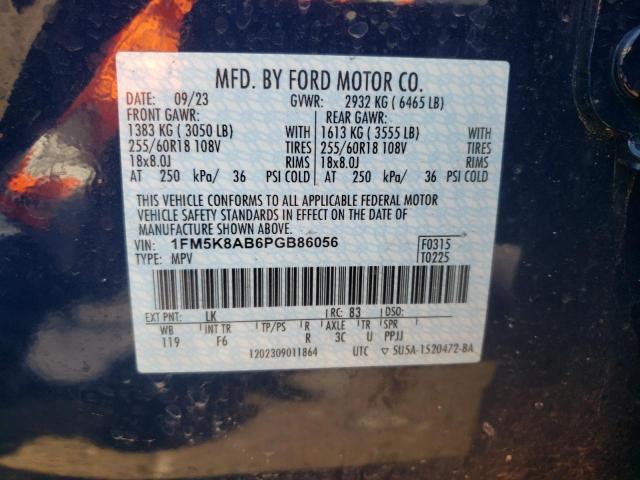 MFD. BY FORD MOTOR CO.
DATE: 09/23 GVWR: 2932 KG ( 6465 LB)
FRONT GAWR: REAR GAWR:
1383 KG ( 3050 LB) WITH 1613 KG ( 3555 LB) WITH
255/60R18 108V TIRES 255/60R18 108V TIRES
18x8.0J RIMS 18x8.0J RIMS
AT 250 kPa/ 36 PSI COLD AT 250 kPa/ 36 PSI COLD
THIS VEHICLE CONFORMS TO ALL APPLICABLE FEDERAL MOTOR
VEHICLE SAFETY STANDARDS IN EFFECT ON THE DATE OF
MANUFACTURE SHOWN ABOVE.
VIN: 1FM5K8AB6PGB86056 F0315
TYPE: MPV T0225
EXT PNT: LK RC: 83 DSO:
WB INT TR TP/PS R AXLE TR SPR
119 F6 R 3C U PPJJ
1202309011864 UTC ▽ 5U5A-1520472-BA